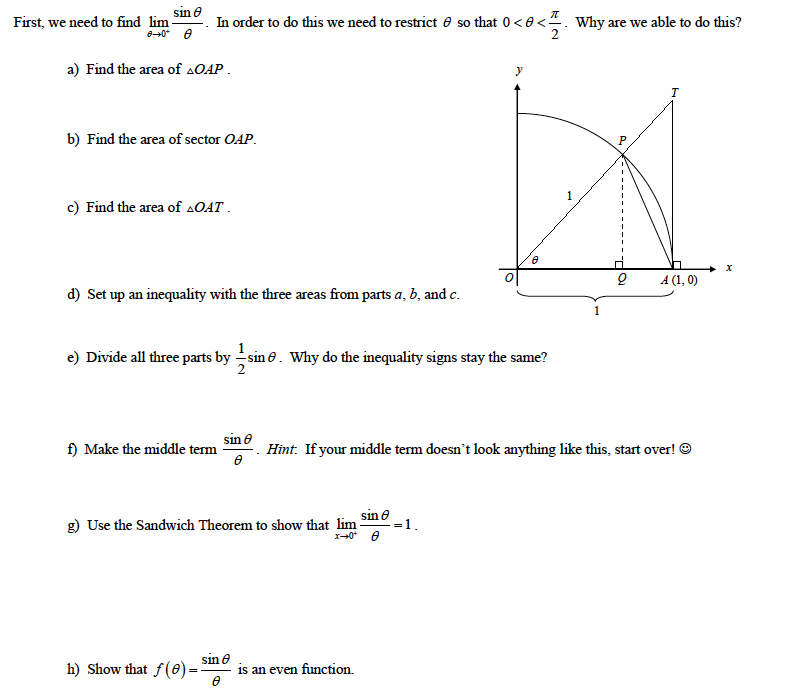 First, we need to find lim θ→0⁺ sin θ / θ. In order to do this we need to restrict θ so that 0 < θ < π/2. Why are we able to do this?
a) Find the area of △OAP.
b) Find the area of sector OAP.
c) Find the area of △OAT.
y
T
P
1
θ
O
Q
A (1, 0)
x
1
d) Set up an inequality with the three areas from parts a, b, and c.
e) Divide all three parts by 1/2 sin θ. Why do the inequality signs stay the same?
f) Make the middle term sin θ / θ. Hint: If your middle term doesn't look anything like this, start over! ☺
g) Use the Sandwich Theorem to show that lim x→0⁺ sin θ / θ = 1.
h) Show that f(θ) = sin θ / θ is an even function.